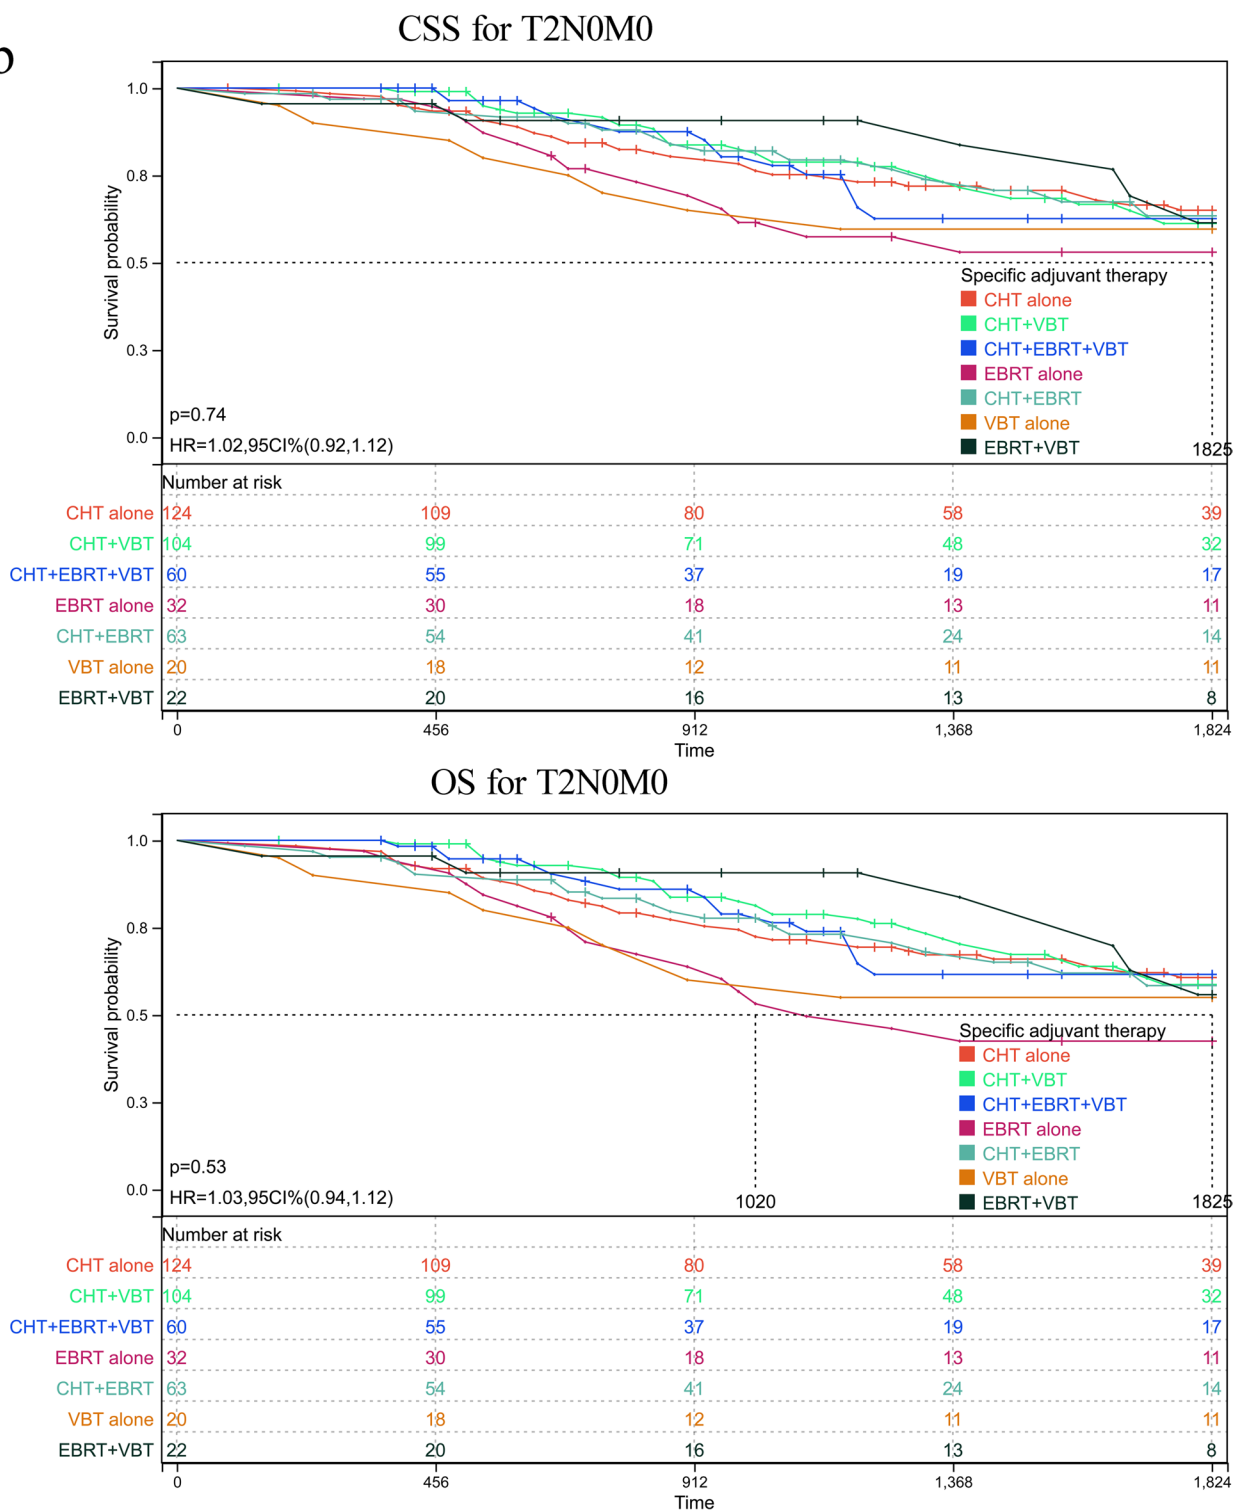 b
CSS for T2N0M0
Survival probability
1.0
0.8
0.5
0.3
0.0
p=0.74
HR=1.02,95CI%(0.92,1.12)
Specific adjuvant therapy
CHT alone
CHT+VBT
CHT+EBRT+VBT
EBRT alone
CHT+EBRT
VBT alone
EBRT+VBT
1825
Number at risk
CHT alone 124 109 80 58 39
CHT+VBT 104 99 71 48 32
CHT+EBRT+VBT 60 55 37 19 17
EBRT alone 32 30 18 13 11
CHT+EBRT 63 54 41 24 14
VBT alone 20 18 12 11 11
EBRT+VBT 22 20 16 13 8
0 456 912 1,368 1,824
Time
OS for T2N0M0
Survival probability
1.0
0.8
0.5
0.3
0.0
p=0.53
HR=1.03,95CI%(0.94,1.12)
Specific adjuvant therapy
CHT alone
CHT+VBT
CHT+EBRT+VBT
EBRT alone
CHT+EBRT
VBT alone
EBRT+VBT
1020 1825
Number at risk
CHT alone 124 109 80 58 39
CHT+VBT 104 99 71 48 32
CHT+EBRT+VBT 60 55 37 19 17
EBRT alone 32 30 18 13 11
CHT+EBRT 63 54 41 24 14
VBT alone 20 18 12 11 11
EBRT+VBT 22 20 16 13 8
0 456 912 1,368 1,824
Time